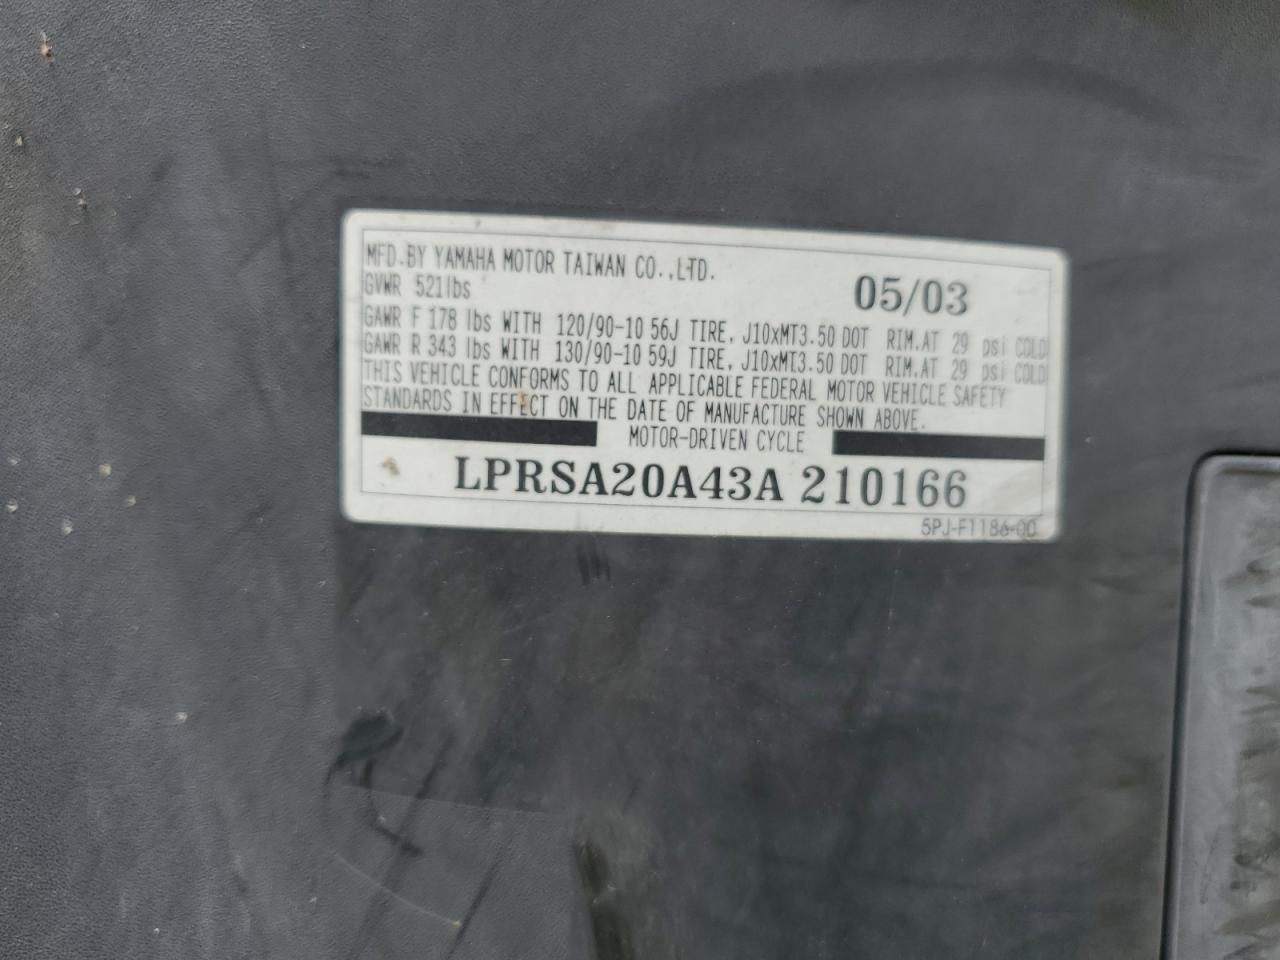 MFD.BY YAMAHA MOTOR TAIWAN CO.,LTD.
GVWR 521lbs
05/03
GAWR F 178 lbs WITH 120/90-10 56J TIRE, J10xMT3.50 DOT RIM.AT 29 psi COLD
GAWR R 343 lbs WITH 130/90-10 59J TIRE, J10xMT3.50 DOT RIM.AT 29 psi COLD
THIS VEHICLE CONFORMS TO ALL APPLICABLE FEDERAL MOTOR VEHICLE SAFETY
STANDARDS IN EFFECT ON THE DATE OF MANUFACTURE SHOWN ABOVE.
MOTOR-DRIVEN CYCLE
LPRSA20A43A 210166
5PJ-F1186-00